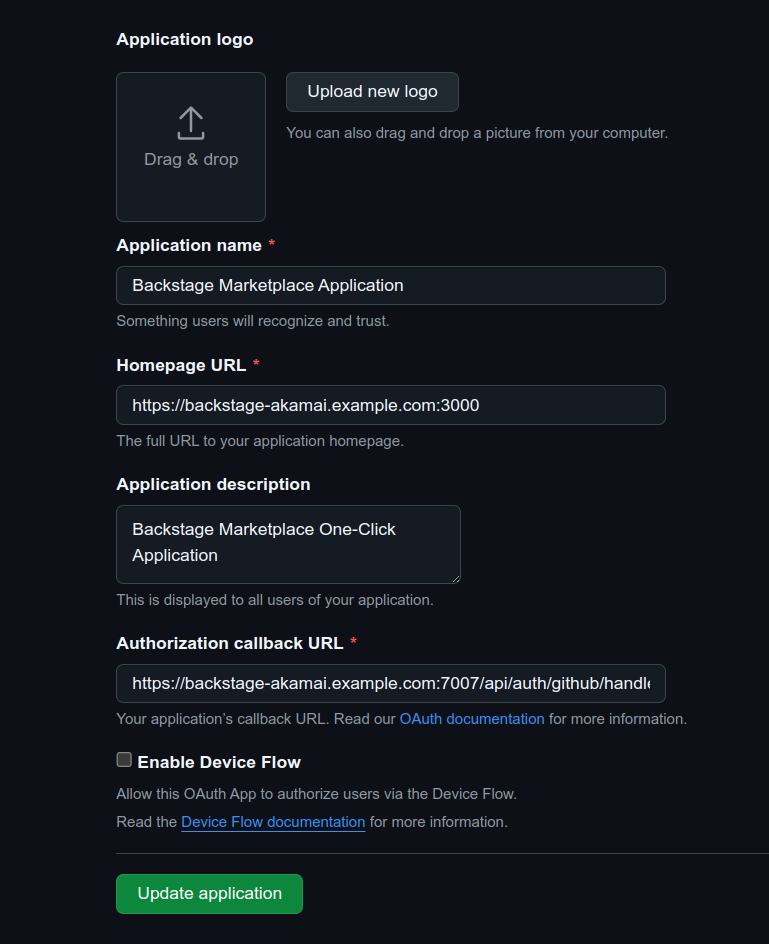 Application logo
Upload new logo
You can also drag and drop a picture from your computer.
Drag & drop
Application name *
Backstage Marketplace Application
Something users will recognize and trust.
Homepage URL *
https://backstage-akamai.example.com:3000
The full URL to your application homepage.
Application description
Backstage Marketplace One-Click
Application
This is displayed to all users of your application.
Authorization callback URL *
https://backstage-akamai.example.com:7007/api/auth/github/handle
Your application’s callback URL. Read our OAuth documentation for more information.
Enable Device Flow
Allow this OAuth App to authorize users via the Device Flow.
Read the Device Flow documentation for more information.
Update application